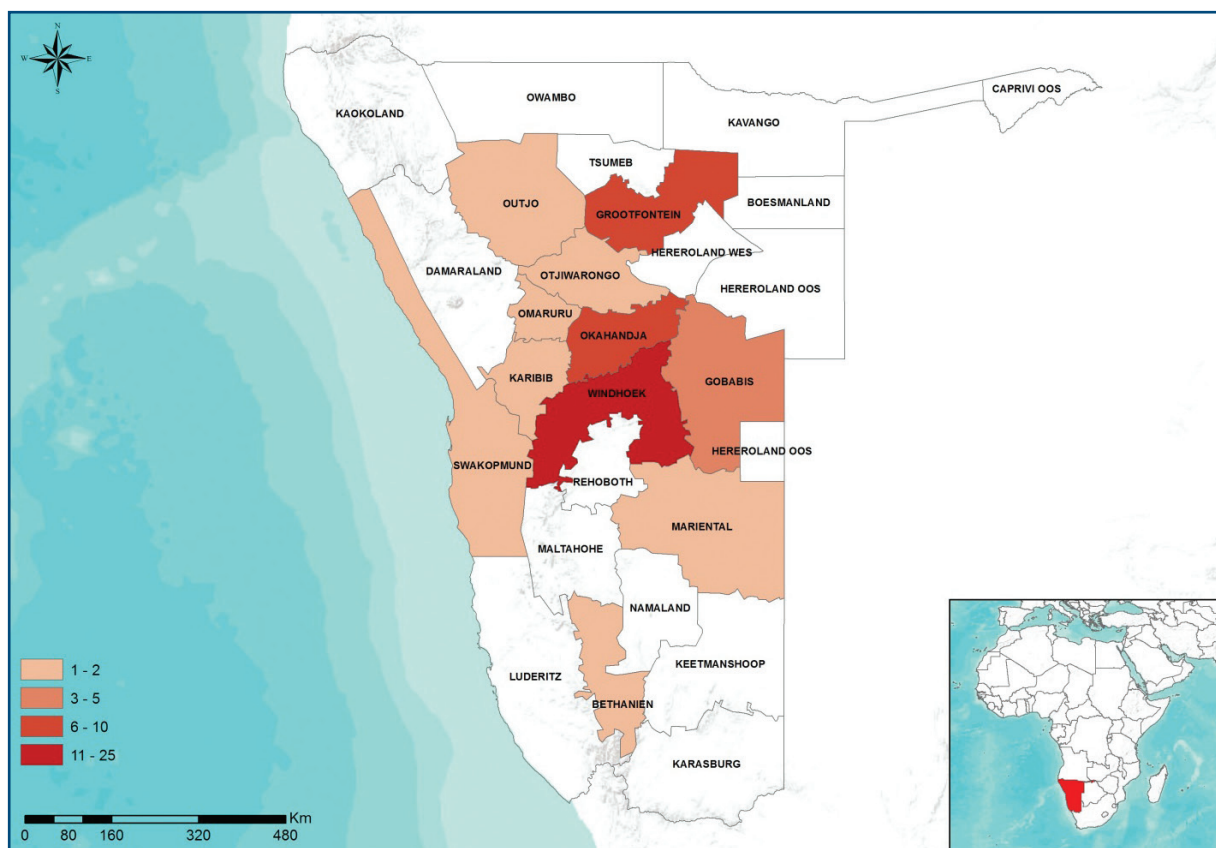 N
W E
S
KAOKOLAND
OWAMBO
KAVANGO
CAPRIVI OOS
TSUMEB
OUTJO
GROOTFONTEIN
BOESMANLAND
HEREROLAND WES
DAMARALAND
OTJIWARONGO
HEREROLAND OOS
OMARURU
OKAHANDJA
KARIBIB
GOBABIS
WINDHOEK
HEREROLAND OOS
SWAKOPMUND
REHOBOTH
MARIENTAL
MALTAHOHE
NAMALAND
KEETMANSHOOP
LUDERITZ
BETHANIEN
KARASBURG
1 - 2
3 - 5
6 - 10
11 - 25
Km
0 80 160 320 480